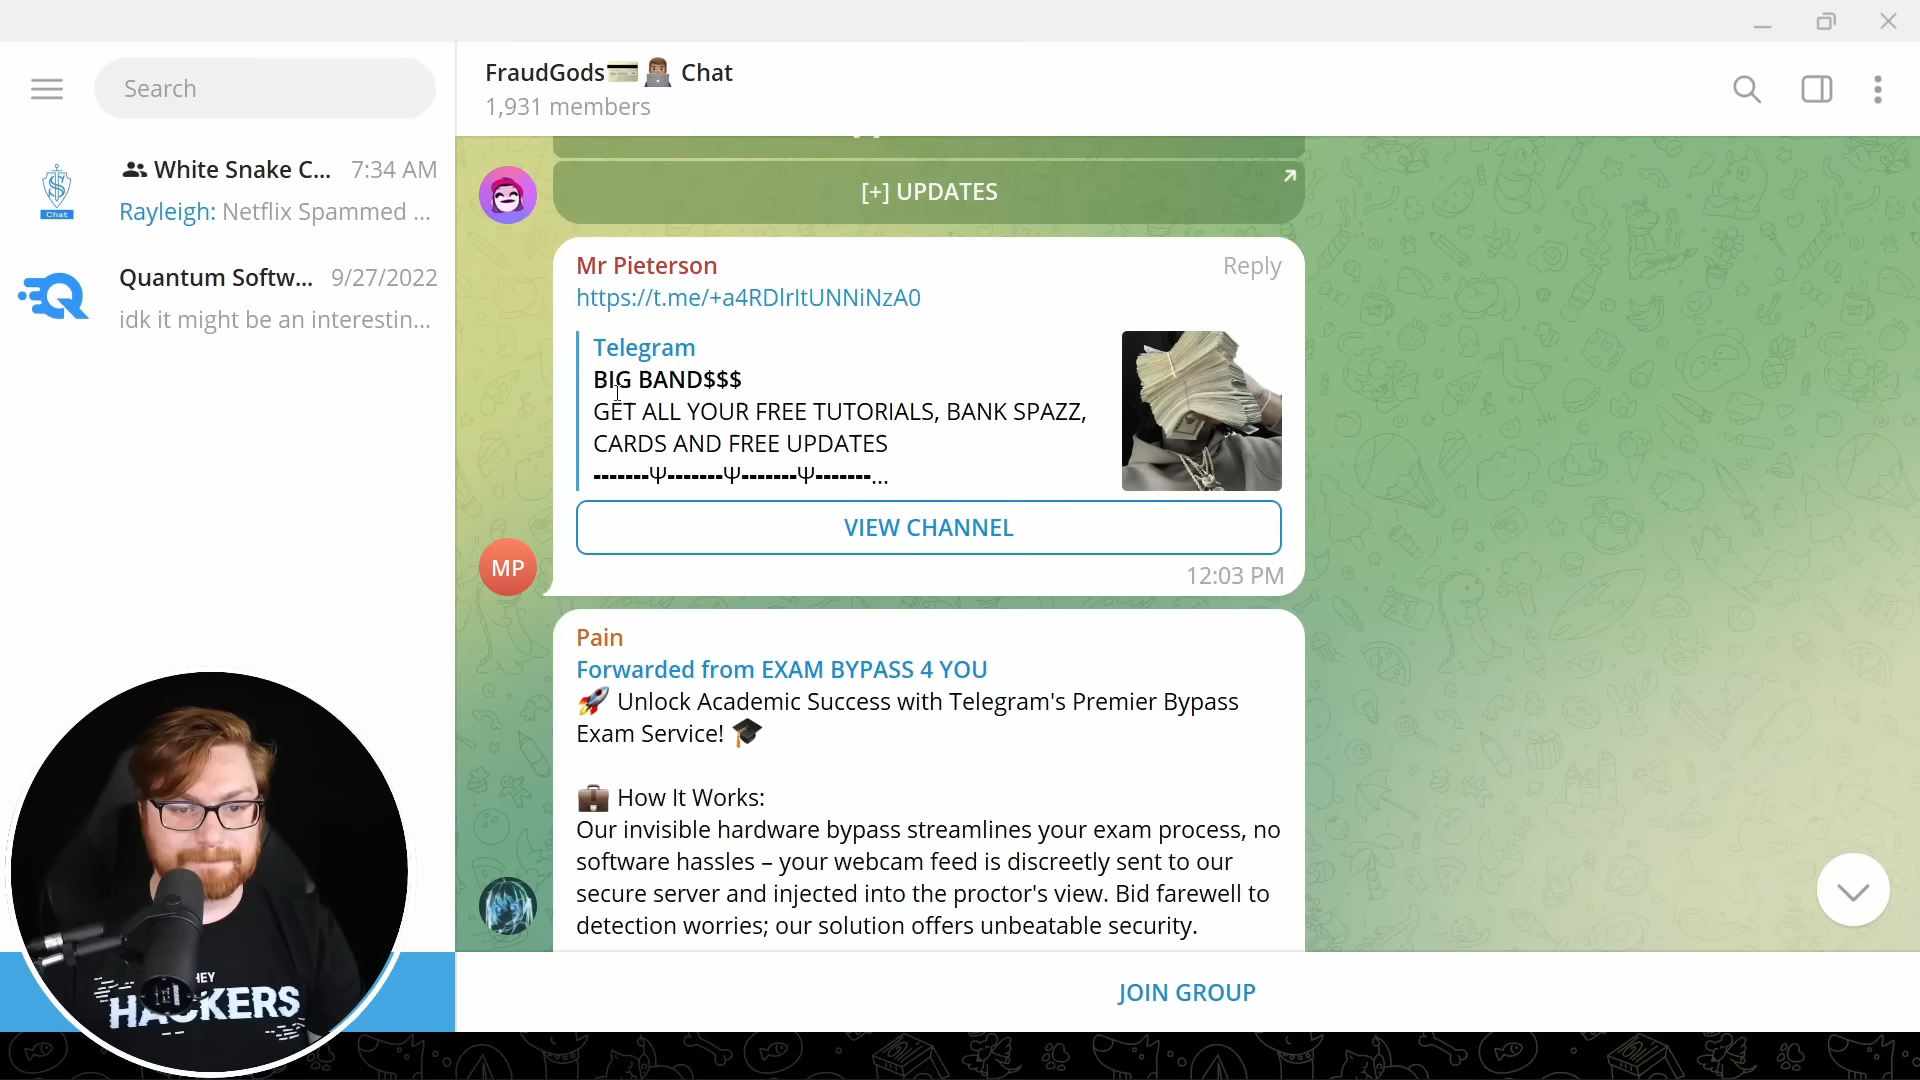 Search
White Snake C... 7:34 AM
Rayleigh: Netflix Spammed ...
Chat
Quantum Softw... 9/27/2022
idk it might be an interestin...
FraudGods💳👨🏽‍💻 Chat
1,931 members
[+] UPDATES
Mr Pieterson Reply
https://t.me/+a4RDlrItUNNiNzA0
Telegram
BIG BAND$$$
GET ALL YOUR FREE TUTORIALS, BANK SPAZZ,
CARDS AND FREE UPDATES
-------Ψ-------Ψ-------Ψ-------...
VIEW CHANNEL
MP
12:03 PM
Pain
Forwarded from EXAM BYPASS 4 YOU
🚀 Unlock Academic Success with Telegram's Premier Bypass
Exam Service! 🎓
💼 How It Works:
Our invisible hardware bypass streamlines your exam process, no
software hassles – your webcam feed is discreetly sent to our
secure server and injected into the proctor's view. Bid farewell to
detection worries; our solution offers unbeatable security.
JOIN GROUP
HEY
HACKERS